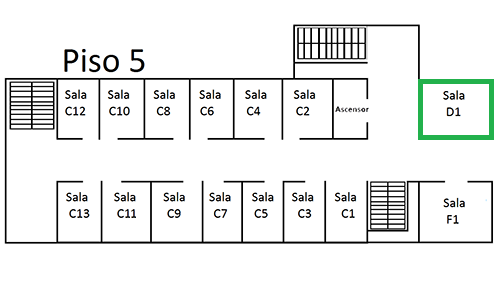 Piso 5
Sala
C12
Sala
C10
Sala
C8
Sala
C6
Sala
C4
Sala
C2
Ascensor
Sala
D1
Sala
C13
Sala
C11
Sala
C9
Sala
C7
Sala
C5
Sala
C3
Sala
C1
Sala
F1